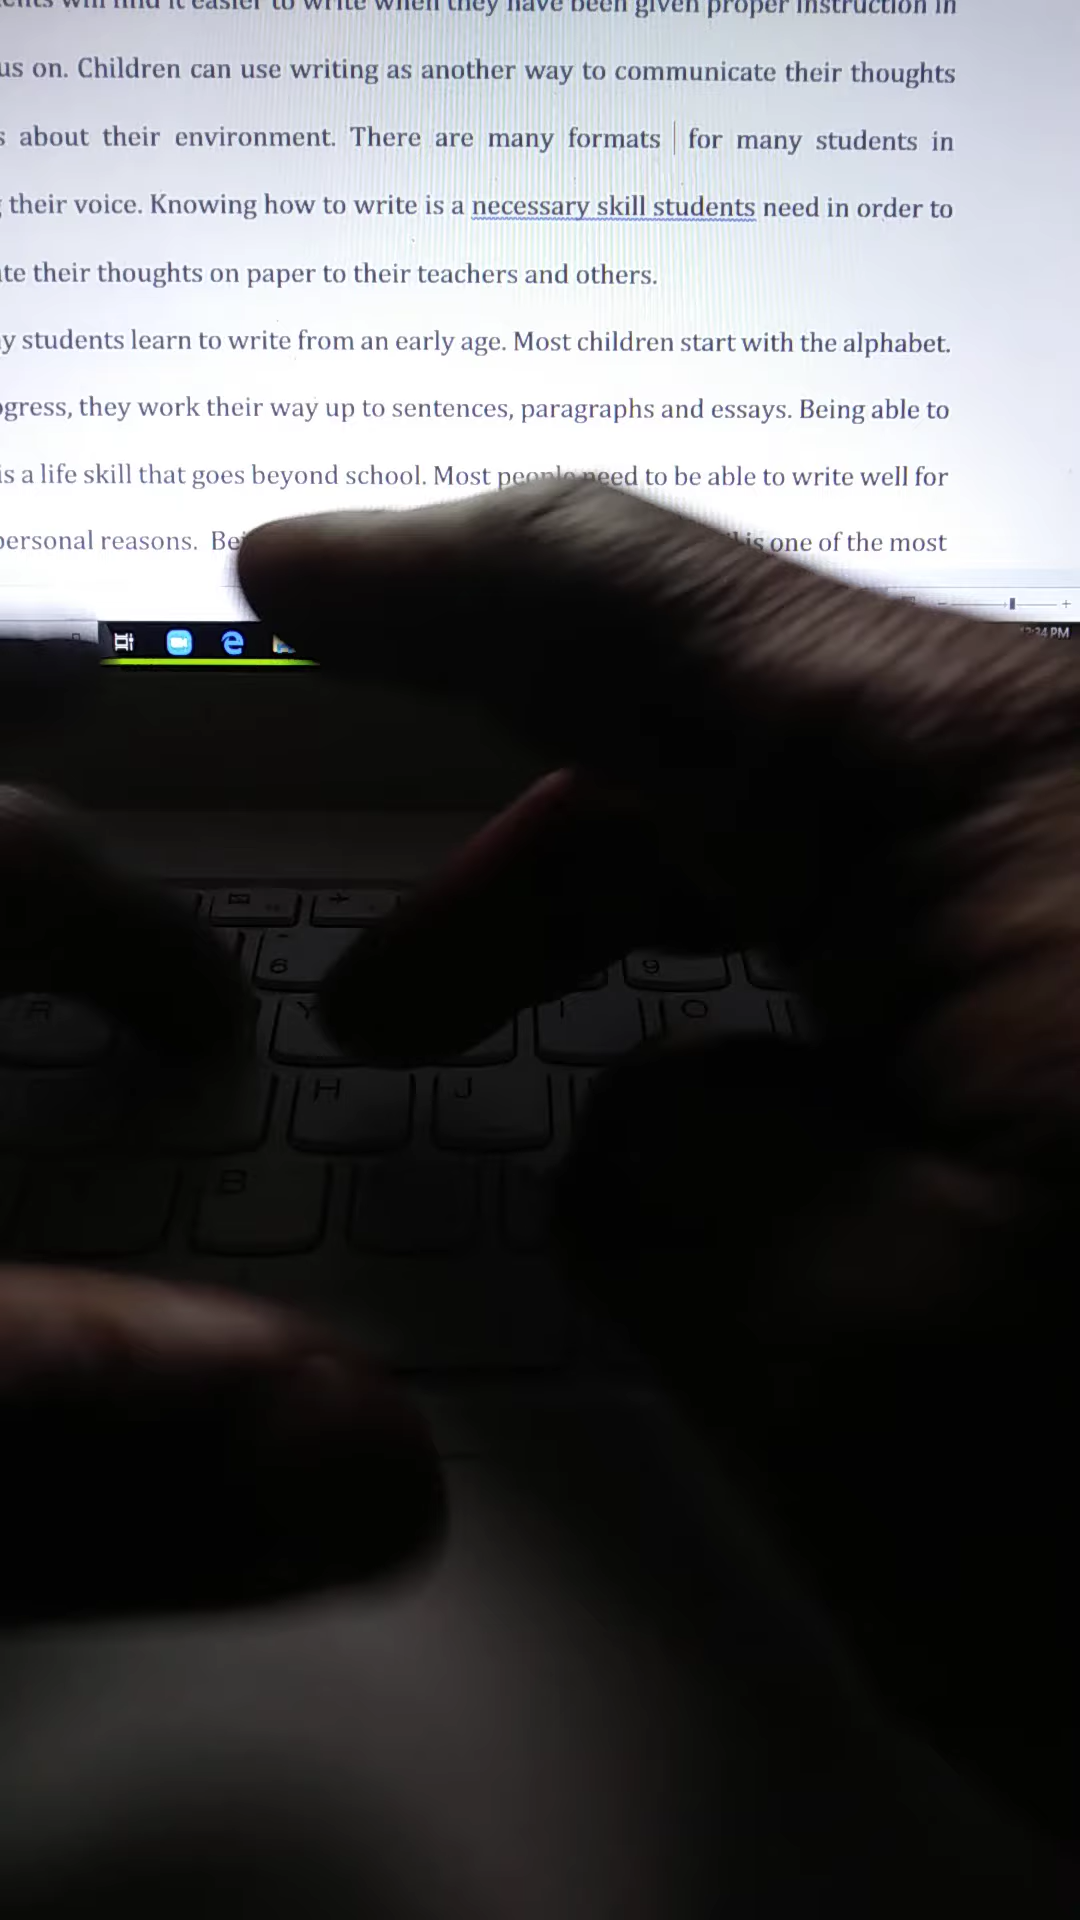 will find it easier to write when they have been given proper instruction in
us on. Children can use writing as another way to communicate their thoughts
s about their environment. There are many formats for many students in
their voice. Knowing how to write is a necessary skill students need in order to
te their thoughts on paper to their teachers and others.
y students learn to write from an early age. Most children start with the alphabet.
gress, they work their way up to sentences, paragraphs and essays. Being able to
is a life skill that goes beyond school. Most people need to be able to write well for
personal reasons. Be is one of the most
12:34 PM
6
9
R
Y
I
O
H
J
B